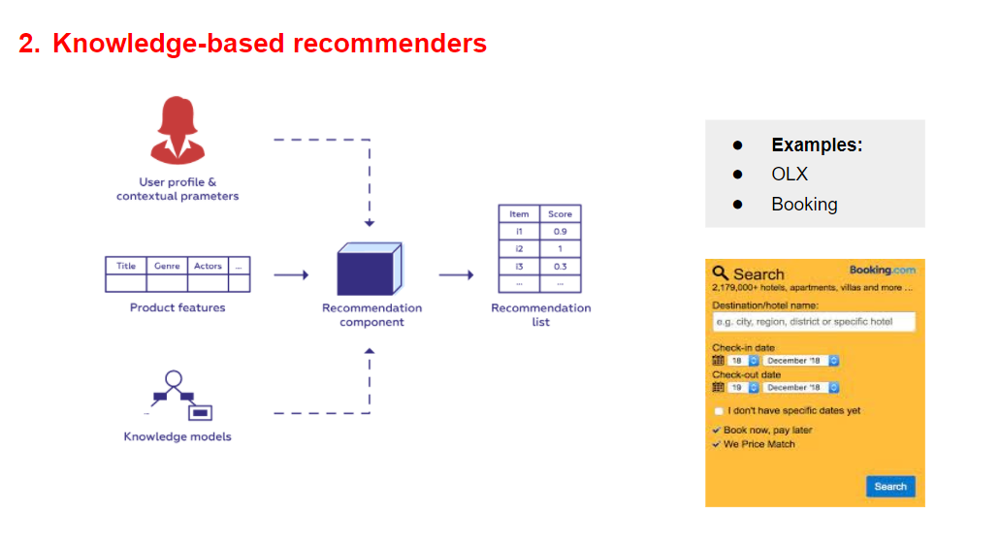 2. Knowledge-based recommenders
User profile &
contextual prameters
Title Genre Actors ...
Product features
Knowledge models
...
Recommendation
component
Item Score
i1 0.9
i2 1
i3 0.3
... ...
Recommendation
list
● Examples:
● OLX
● Booking
Search Booking.com
2,179,000+ hotels, apartments, villas and more ...
Destination/hotel name:
e.g. city, region, district or specific hotel
Check-in date
18 December '18
Check-out date
19 December '18
I don't have specific dates yet
Book now, pay later
We Price Match
Search